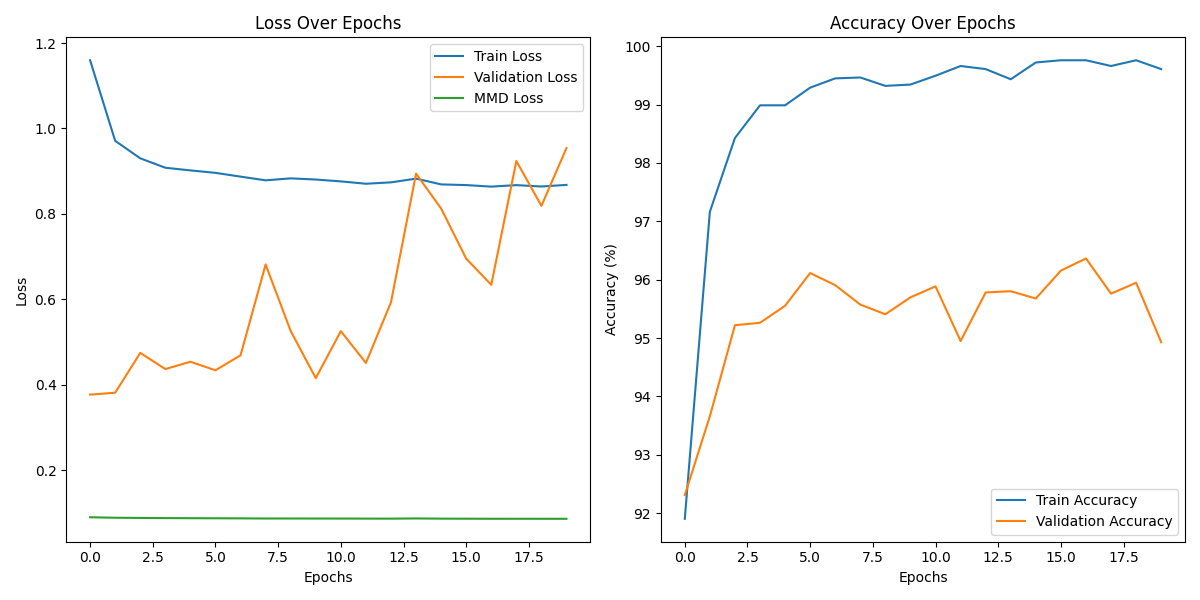 Loss Over Epochs
1.2
1.0
0.8
0.6
0.4
0.2
Loss
Train Loss
Validation Loss
MMD Loss
0.0 2.5 5.0 7.5 10.0 12.5 15.0 17.5
Epochs
Accuracy Over Epochs
100
99
98
97
96
95
94
93
92
Accuracy (%)
Train Accuracy
Validation Accuracy
0.0 2.5 5.0 7.5 10.0 12.5 15.0 17.5
Epochs